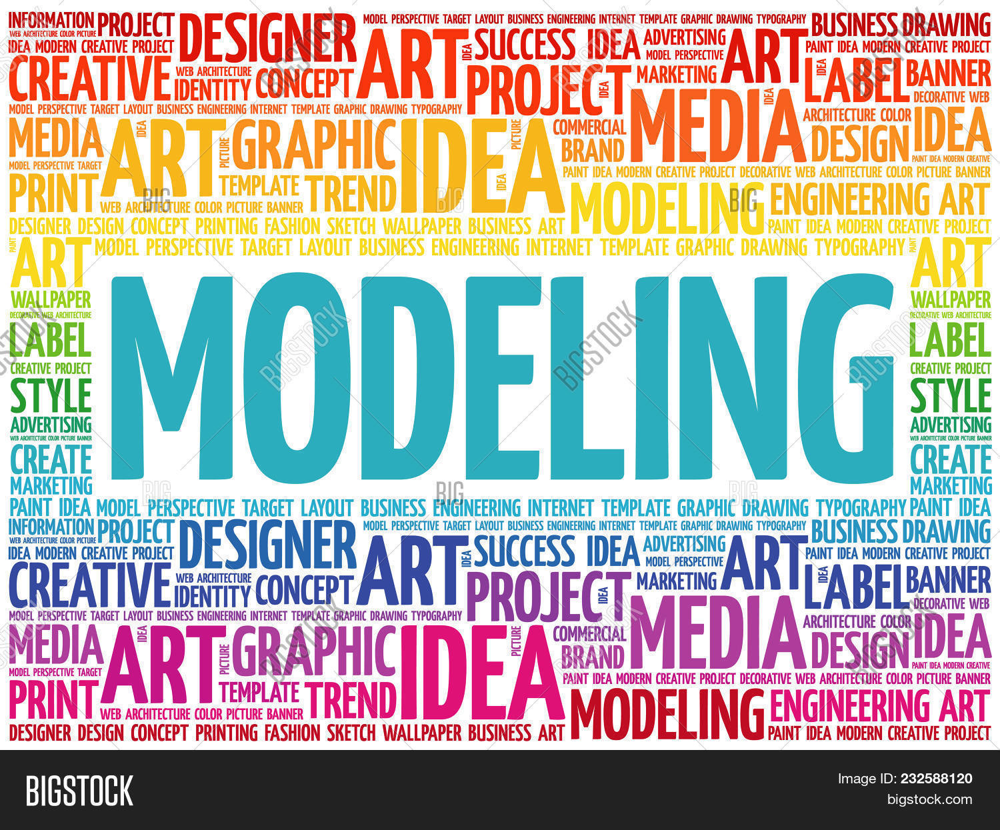 INFORMATION PROJECT DESIGNER MODEL PERSPECTIVE TARGET LAYOUT BUSINESS ENGINEERING INTERNET TEMPLATE GRAPHIC DRAWING TYPOGRAPHY BUSINESS DRAWING
WEB ARCHITECTURE COLOR PICTURE
IDEA MODERN CREATIVE PROJECT ART IDEA SUCCESS IDEA ADVERTISING ART PAINT IDEA MODERN CREATIVE PROJECT
MODEL PERSPECTIVE
CREATIVE WEB ARCHITECTURE CONCEPT PROJECT IDEA MARKETING IDEA LABEL BANNER
IDENTITY
DECORATIVE WEB
MODEL PERSPECTIVE TARGET LAYOUT BUSINESS ENGINEERING INTERNET TEMPLATE GRAPHIC DRAWING TYPOGRAPHY MEDIA IDEA ARCHITECTURE COLOR IDEA
MEDIA ART IDEA PICTURE GRAPHIC IDEA PICTURE COMMERCIAL
BRAND DESIGN
MODEL PERSPECTIVE TARGET PAINT IDEA MODERN CREATIVE
PAINT IDEA MODERN CREATIVE PROJECT DECORATIVE WEB ARCHITECTURE COLOR PICTURE BANNER
PRINT TEMPLATE TREND IDEA MODELING ENGINEERING ART
WEB ARCHITECTURE COLOR PICTURE BANNER
DESIGNER DESIGN CONCEPT PRINTING FASHION SKETCH WALLPAPER BUSINESS ART PAINT IDEA MODERN CREATIVE PROJECT
PAINT ART MODEL PERSPECTIVE TARGET LAYOUT BUSINESS ENGINEERING INTERNET TEMPLATE GRAPHIC DRAWING TYPOGRAPHY PAINT ART
WALLPAPER WALLPAPER
DECORATIVE WEB ARCHITECTURE DECORATIVE WEB ARCHITECTURE
LABEL LABEL
CREATIVE PROJECT CREATIVE PROJECT
MODELING
STYLE STYLE
ADVERTISING ADVERTISING
WEB ARCHITECTURE COLOR PICTURE BANNER WEB ARCHITECTURE COLOR PICTURE BANNER
CREATE CREATE
MARKETING MARKETING
PAINT IDEA MODEL PERSPECTIVE TARGET LAYOUT BUSINESS ENGINEERING INTERNET TEMPLATE GRAPHIC DRAWING TYPOGRAPHY PAINT IDEA
INFORMATION PROJECT DESIGNER MODEL PERSPECTIVE TARGET LAYOUT BUSINESS ENGINEERING INTERNET TEMPLATE GRAPHIC DRAWING TYPOGRAPHY BUSINESS DRAWING
WEB ARCHITECTURE COLOR PICTURE
IDEA MODERN CREATIVE PROJECT ART IDEA SUCCESS IDEA ADVERTISING ART PAINT IDEA MODERN CREATIVE PROJECT
MODEL PERSPECTIVE
CREATIVE WEB ARCHITECTURE CONCEPT PROJECT IDEA MARKETING IDEA LABEL BANNER
IDENTITY
DECORATIVE WEB
MODEL PERSPECTIVE TARGET LAYOUT BUSINESS ENGINEERING INTERNET TEMPLATE GRAPHIC DRAWING TYPOGRAPHY MEDIA ARCHITECTURE COLOR IDEA
MEDIA ART IDEA PICTURE GRAPHIC IDEA PICTURE COMMERCIAL
BRAND DESIGN
MODEL PERSPECTIVE TARGET PAINT IDEA MODERN CREATIVE
PAINT IDEA MODERN CREATIVE PROJECT DECORATIVE WEB ARCHITECTURE COLOR PICTURE BANNER
PRINT TEMPLATE TREND MODELING ENGINEERING ART
WEB ARCHITECTURE COLOR PICTURE BANNER
DESIGNER DESIGN CONCEPT PRINTING FASHION SKETCH WALLPAPER BUSINESS ART PAINT IDEA MODERN CREATIVE PROJECT
BIGSTOCK
Image ID: 232588120
bigstock.com